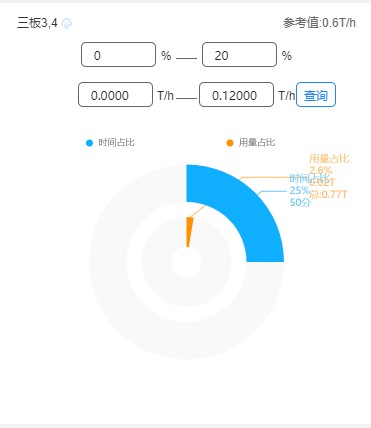 三板3,4 参考值:0.6T/h
0 % 20 %
0.0000 T/h 0.12000 T/h 查询
时间占比 用量占比
用量占比
2.6%
0.02T
总:0.77T
时间占比
25%
50分